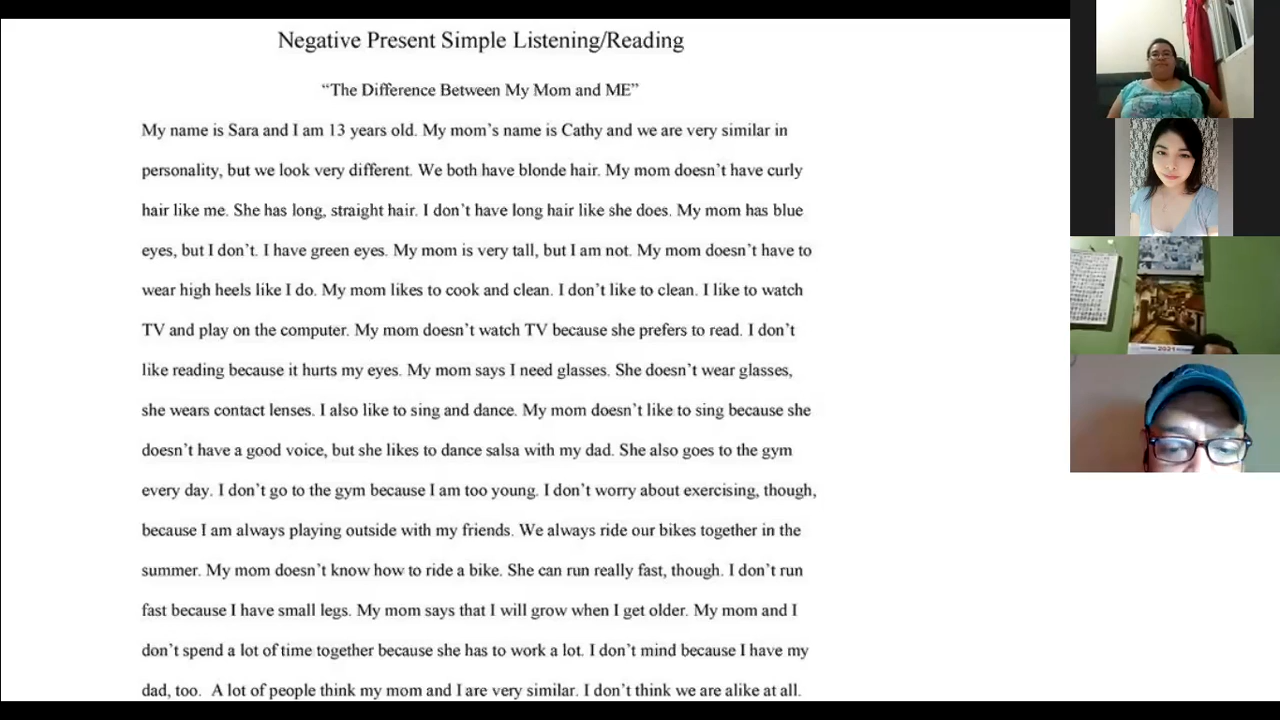 Negative Present Simple Listening/Reading
“The Difference Between My Mom and ME”
My name is Sara and I am 13 years old. My mom’s name is Cathy and we are very similar in
personality, but we look very different. We both have blonde hair. My mom doesn’t have curly
hair like me. She has long, straight hair. I don’t have long hair like she does. My mom has blue
eyes, but I don’t. I have green eyes. My mom is very tall, but I am not. My mom doesn’t have to
wear high heels like I do. My mom likes to cook and clean. I don’t like to clean. I like to watch
TV and play on the computer. My mom doesn’t watch TV because she prefers to read. I don’t
like reading because it hurts my eyes. My mom says I need glasses. She doesn’t wear glasses,
she wears contact lenses. I also like to sing and dance. My mom doesn’t like to sing because she
doesn’t have a good voice, but she likes to dance salsa with my dad. She also goes to the gym
every day. I don’t go to the gym because I am too young. I don’t worry about exercising, though,
because I am always playing outside with my friends. We always ride our bikes together in the
summer. My mom doesn’t know how to ride a bike. She can run really fast, though. I don’t run
fast because I have small legs. My mom says that I will grow when I get older. My mom and I
don’t spend a lot of time together because she has to work a lot. I don’t mind because I have my
dad, too.  A lot of people think my mom and I are very similar. I don’t think we are alike at all.
2021